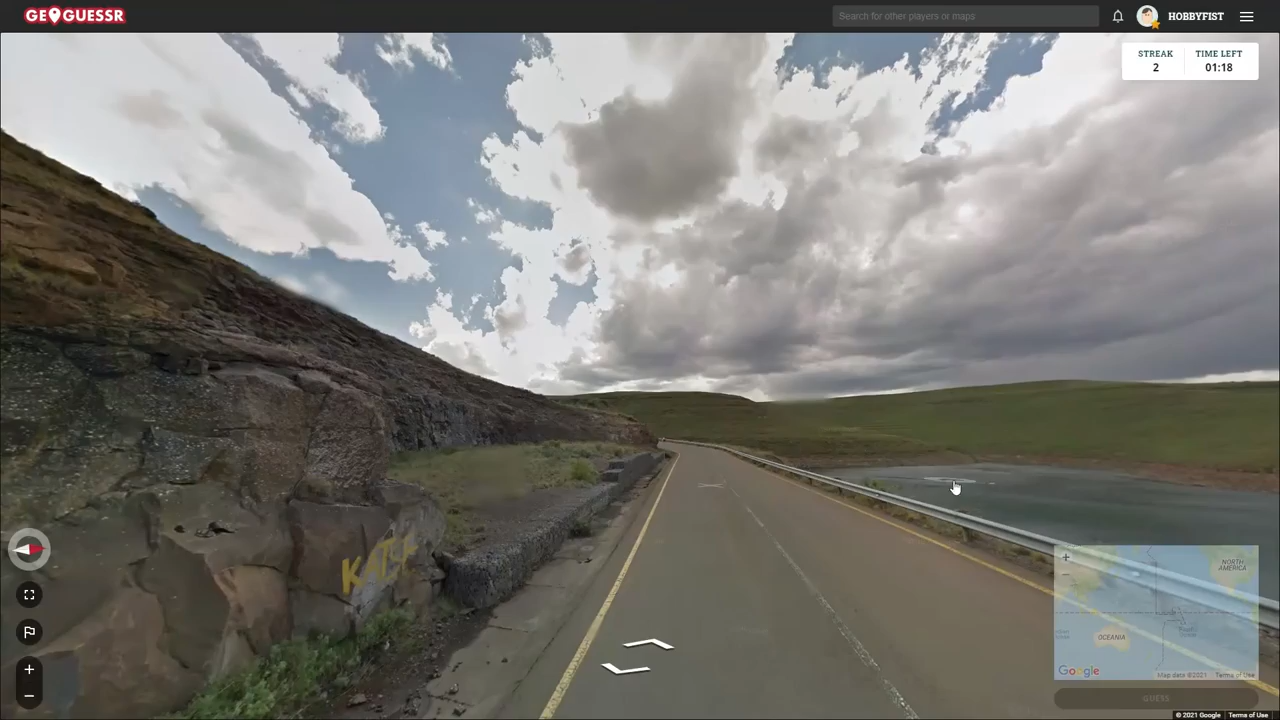 GEOGUESSR
Search for other players or maps
HOBBYFIST
STREAK
2
TIME LEFT
01:18
NORTH
AMERICA
OCEANIA
Google
Map data ©2021
Terms of Use
GUESS
© 2021 Google
Terms of Use